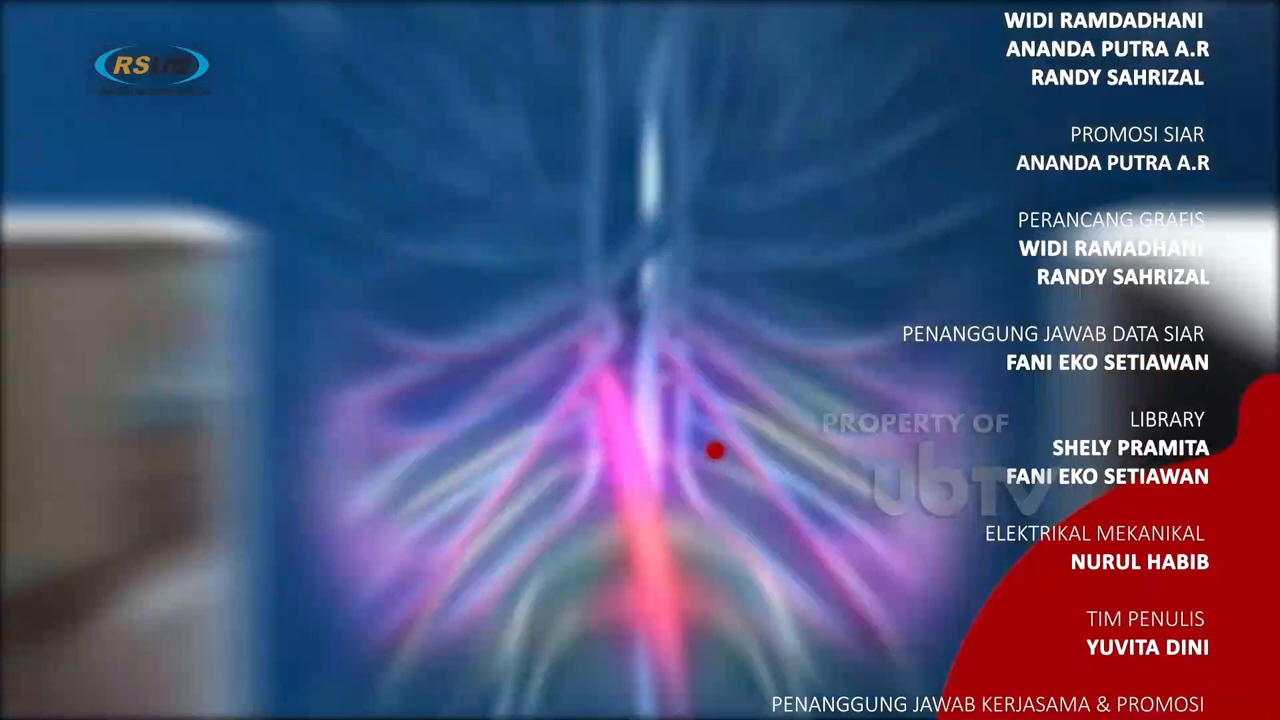 RSUB
WIDI RAMDADHANI
ANANDA PUTRA A.R
RANDY SAHRIZAL
PROMOSI SIAR
ANANDA PUTRA A.R
PERANCANG GRAFIS
WIDI RAMADHANI
RANDY SAHRIZAL
PENANGGUNG JAWAB DATA SIAR
FANI EKO SETIAWAN
LIBRARY
SHELY PRAMITA
FANI EKO SETIAWAN
PROPERTY OF
UBTV
ELEKTRIKAL MEKANIKAL
NURUL HABIB
TIM PENULIS
YUVITA DINI
PENANGGUNG JAWAB KERJASAMA & PROMOSI